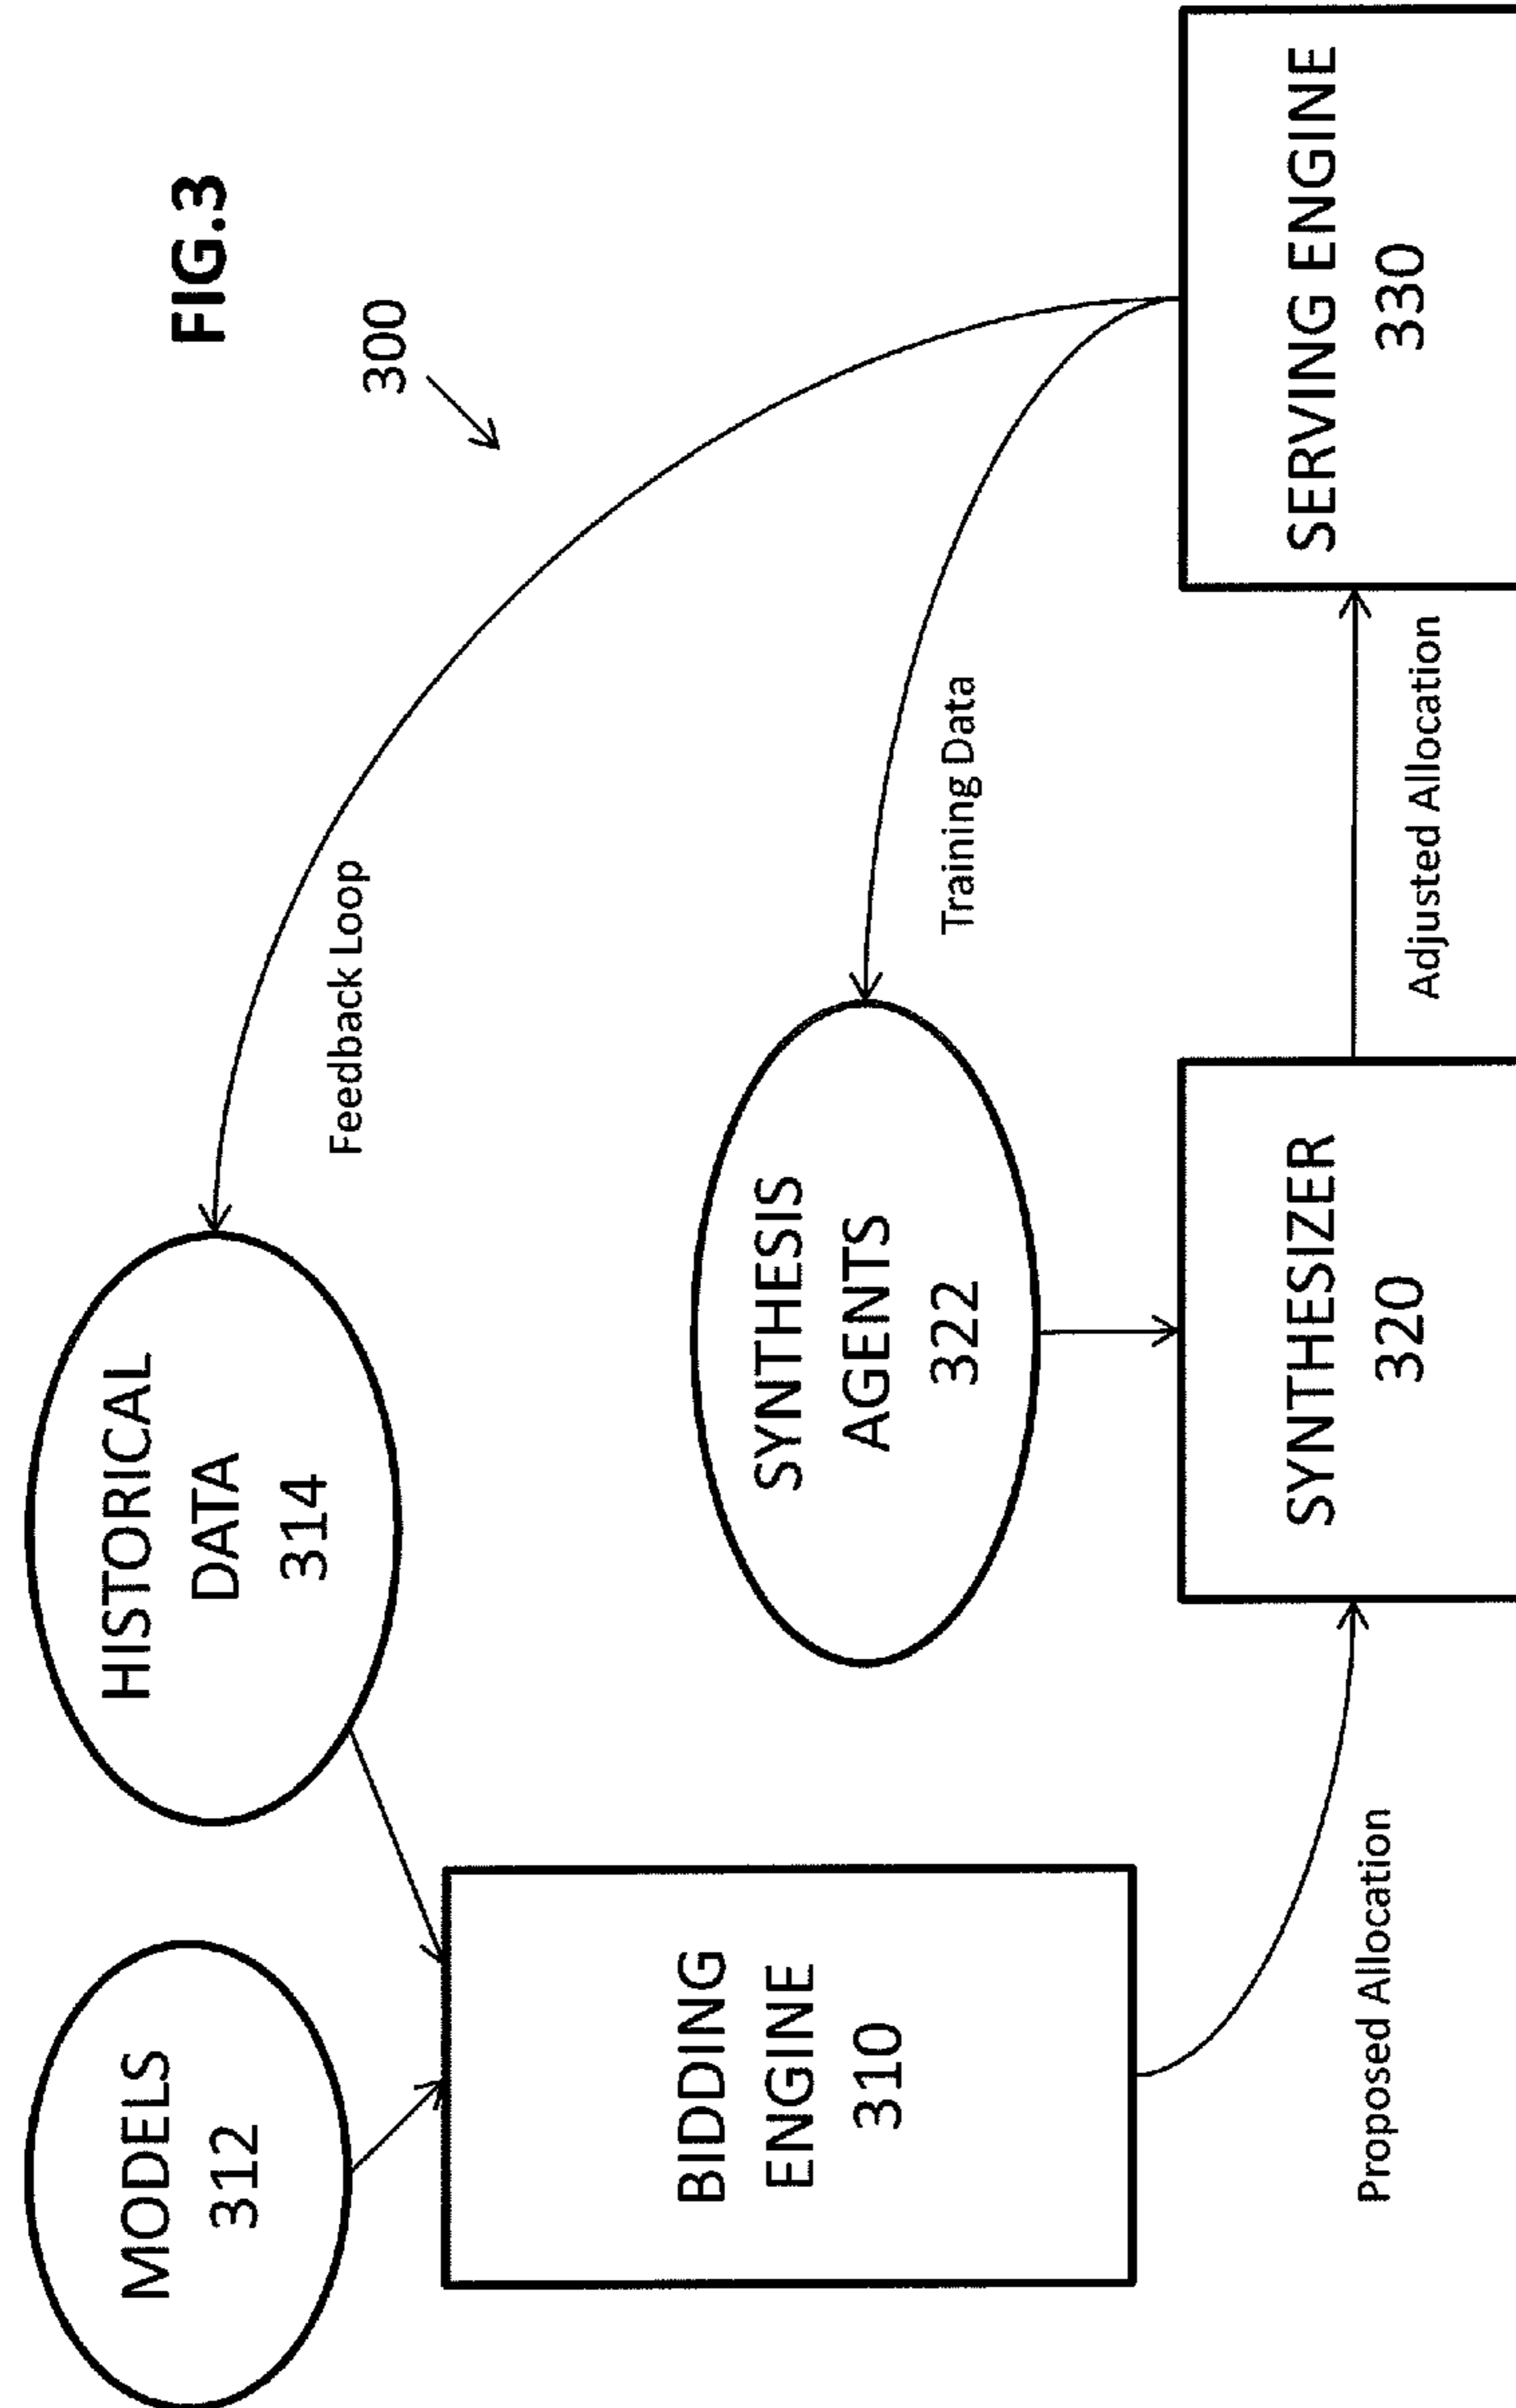 FIG.3
300
MODELS
312
HISTORICAL
DATA
314
Feedback Loop
BIDDING
ENGINE
310
SYNTHESIS
AGENTS
322
Training Data
Proposed Allocation
SYNTHESIZER
320
Adjusted Allocation
SERVING ENGINE
330